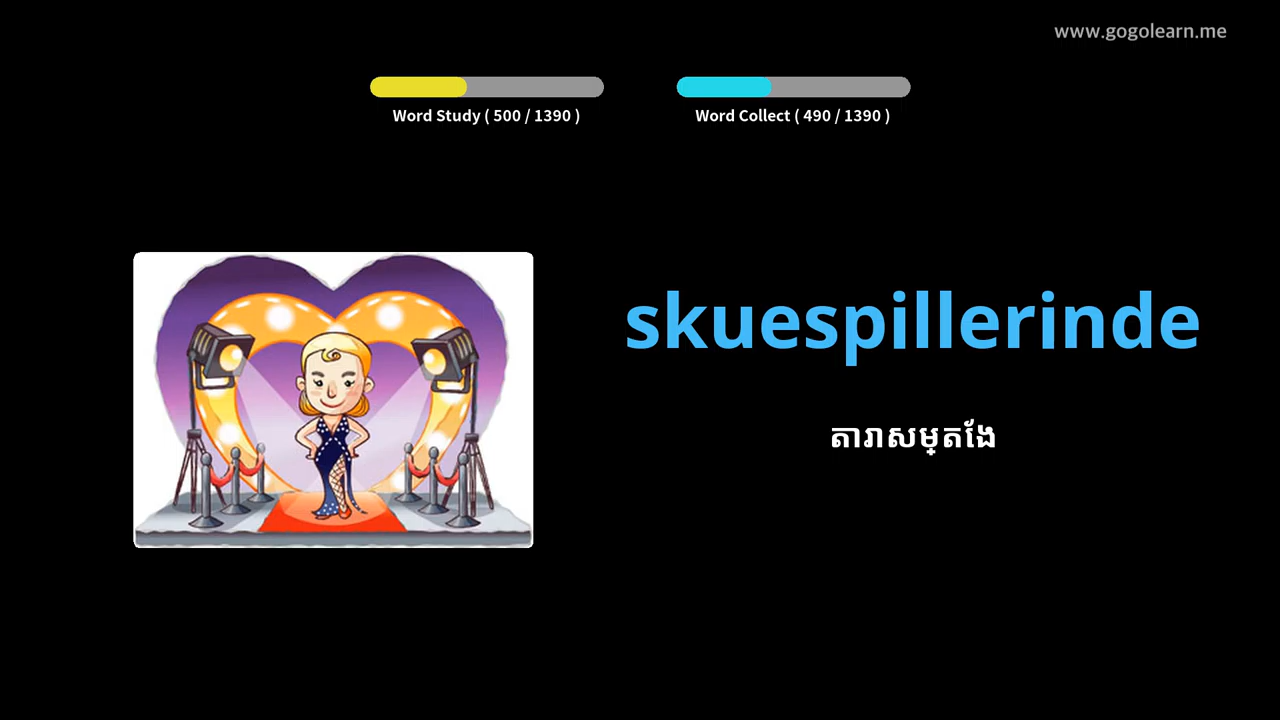 www.gogolearn.me
Word Study ( 500 / 1390 )
Word Collect ( 490 / 1390 )
skuespillerinde
តារាសម្តែង